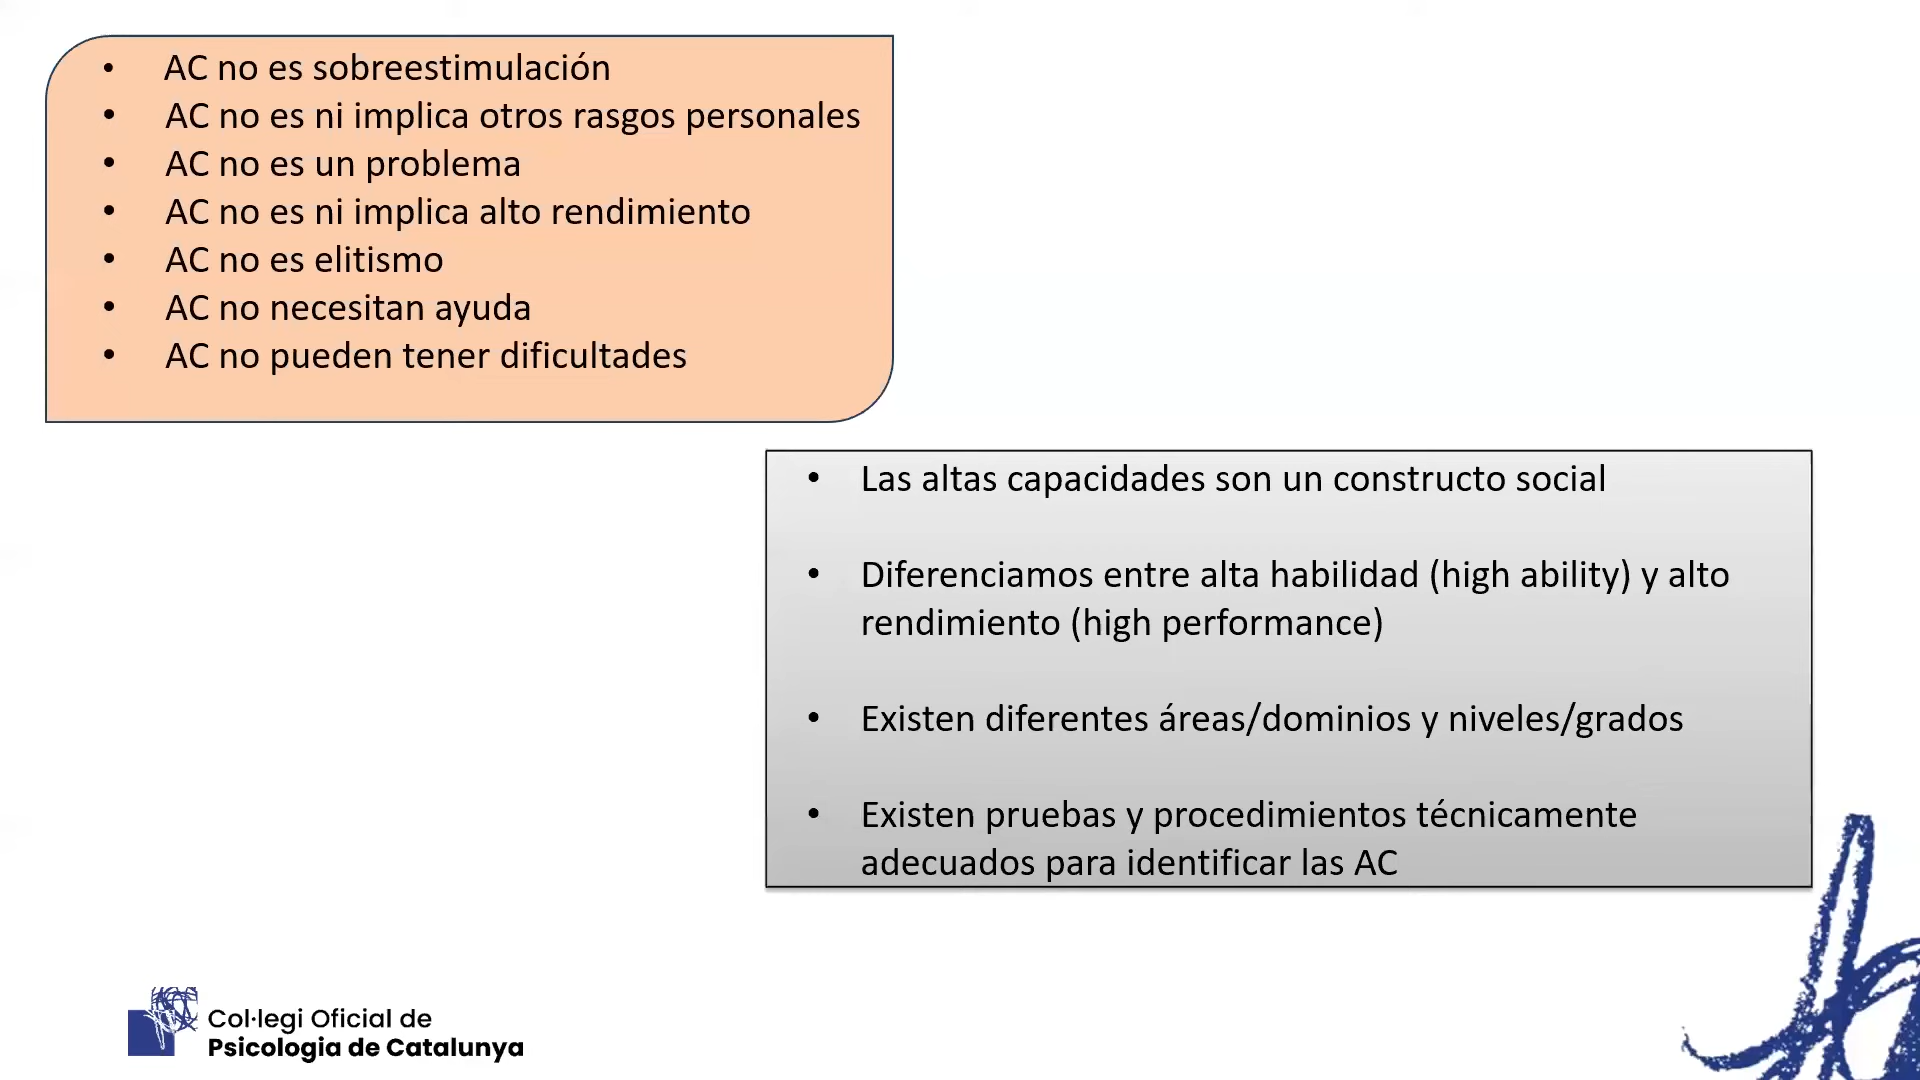 • AC no es sobreestimulación
• AC no es ni implica otros rasgos personales
• AC no es un problema
• AC no es ni implica alto rendimiento
• AC no es elitismo
• AC no necesitan ayuda
• AC no pueden tener dificultades
• Las altas capacidades son un constructo social
• Diferenciamos entre alta habilidad (high ability) y alto
rendimiento (high performance)
• Existen diferentes áreas/dominios y niveles/grados
• Existen pruebas y procedimientos técnicamente
adecuados para identificar las AC
Col·legi Oficial de
Psicologia de Catalunya